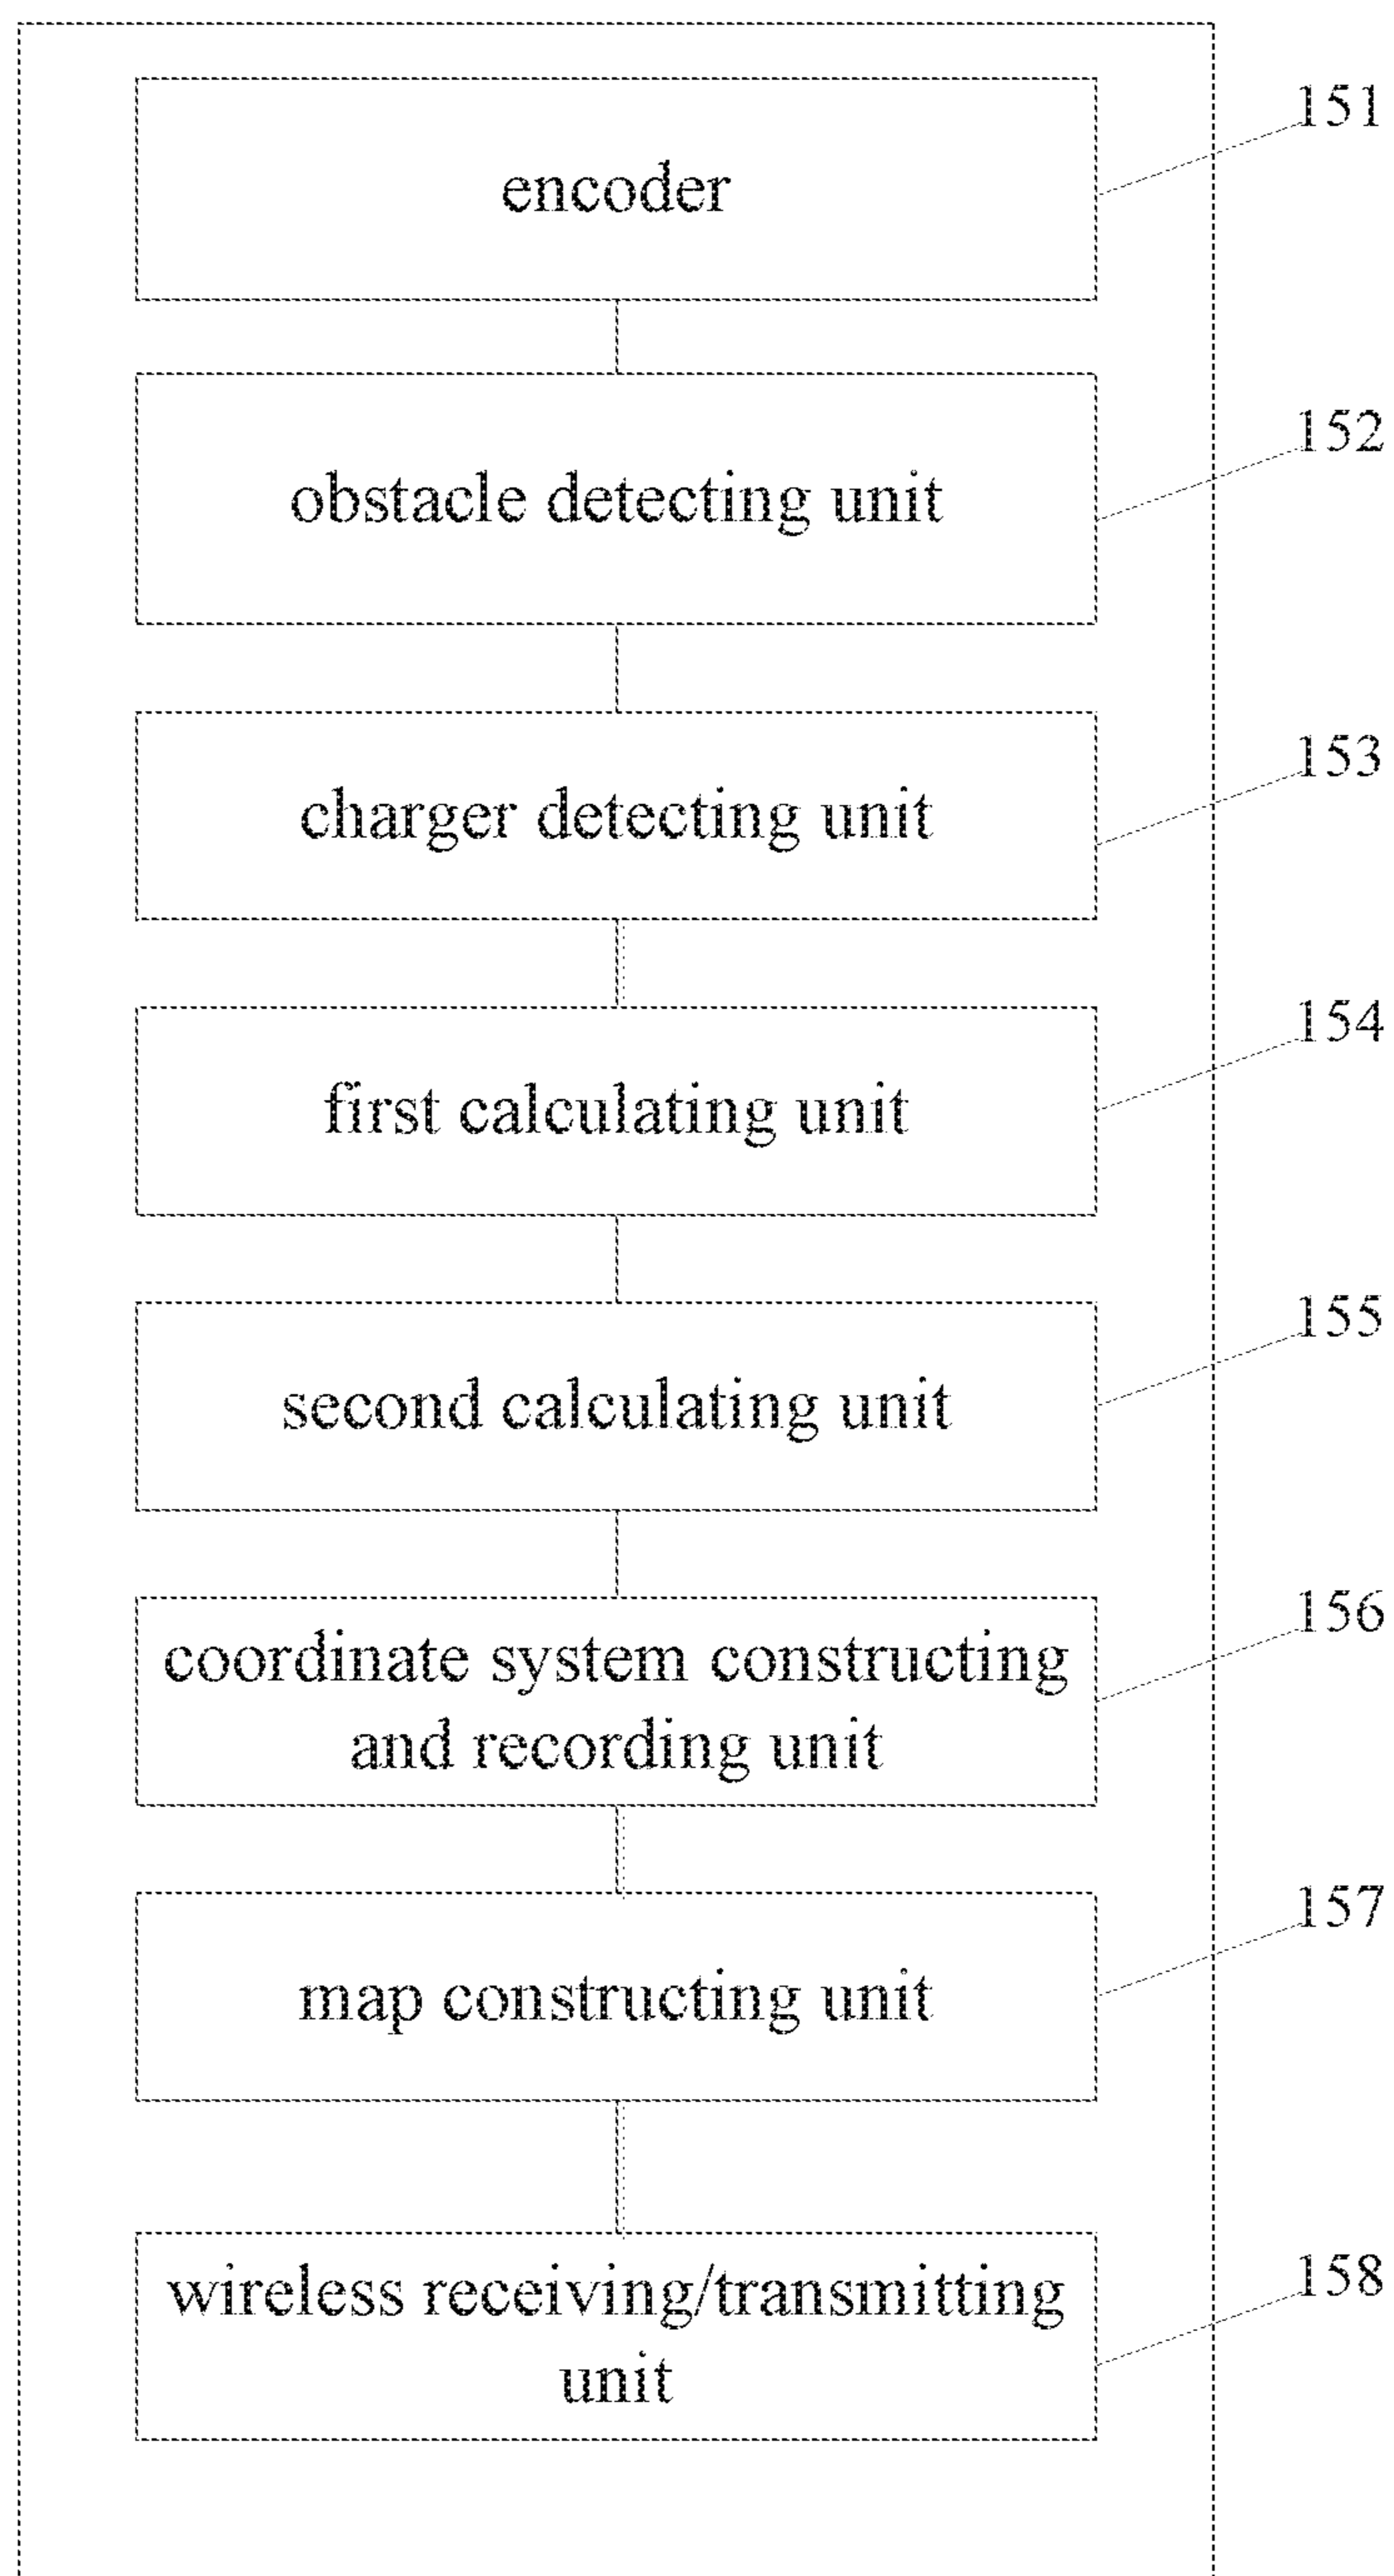 encoder
151
obstacle detecting unit
152
charger detecting unit
153
first calculating unit
154
second calculating unit
155
coordinate system constructing
and recording unit
156
map constructing unit
157
wireless receiving/transmitting
unit
158